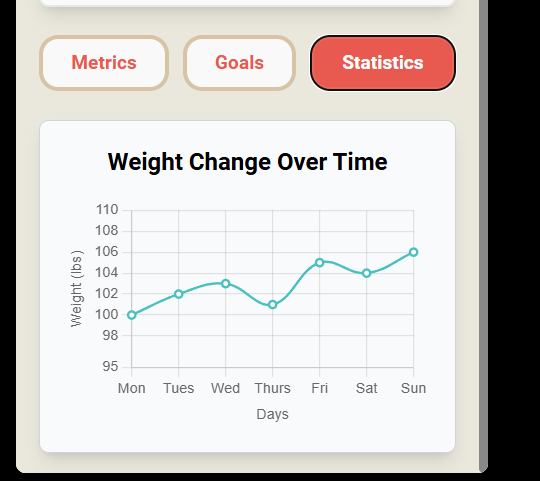 Metrics Goals Statistics
Weight Change Over Time
110
108
106
104
102
100
98
95
Weight (lbs)
Mon Tues Wed Thurs Fri Sat Sun
Days